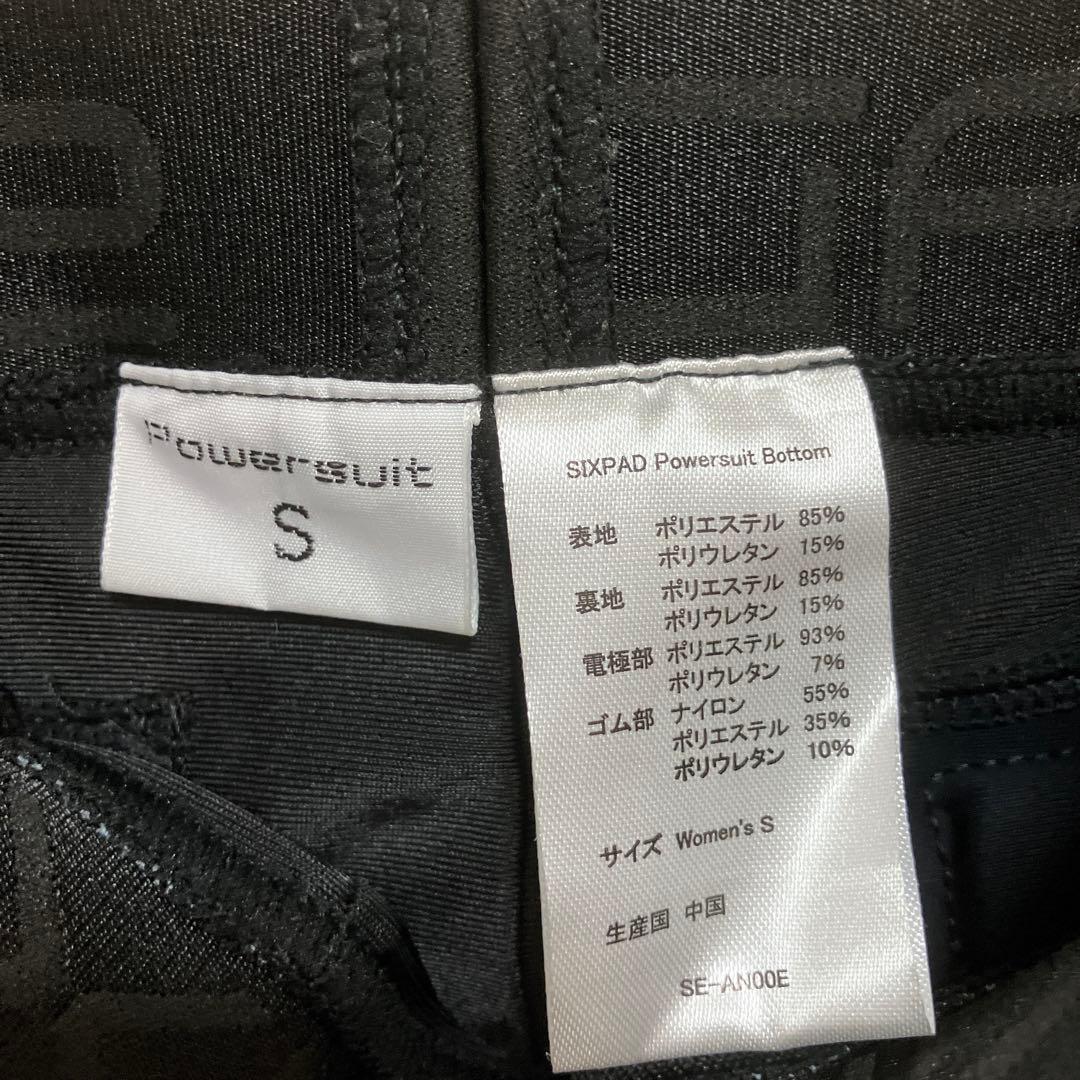 Powersuit
S
SIXPAD Powersuit Bottom
表地 ポリエステル 85%
ポリウレタン 15%
裏地 ポリエステル 85%
ポリウレタン 15%
電極部 ポリエステル 93%
ポリウレタン 7%
ゴム部 ナイロン 55%
ポリエステル 35%
ポリウレタン 10%
サイズ Women's S
生産国 中国
SE-AN00E